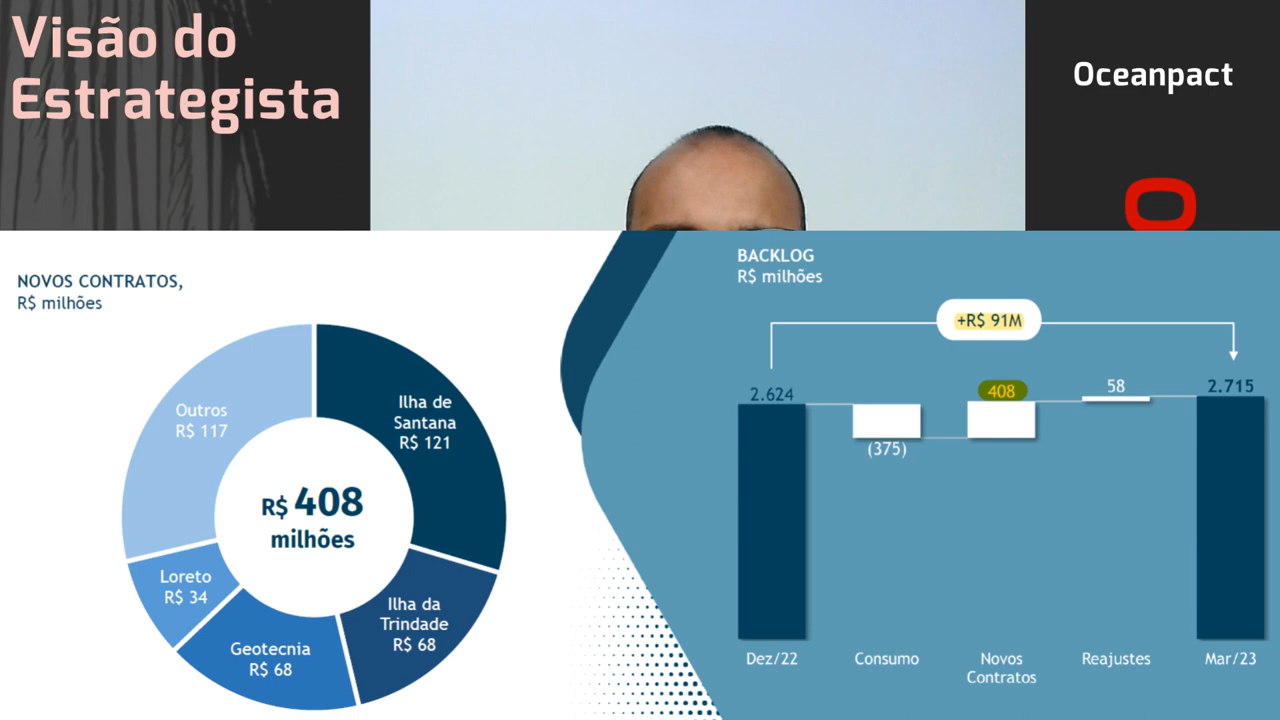 Visão do
Estrategista
Oceanpact
NOVOS CONTRATOS,
R$ milhões
Outros
R$ 117
Ilha de
Santana
R$ 121
R$ 408
milhões
Loreto
R$ 34
Ilha da
Trindade
R$ 68
Geotecnia
R$ 68
BACKLOG
R$ milhões
+R$ 91M
2.624
(375)
408
58
2.715
Dez/22
Consumo
Novos
Contratos
Reajustes
Mar/23